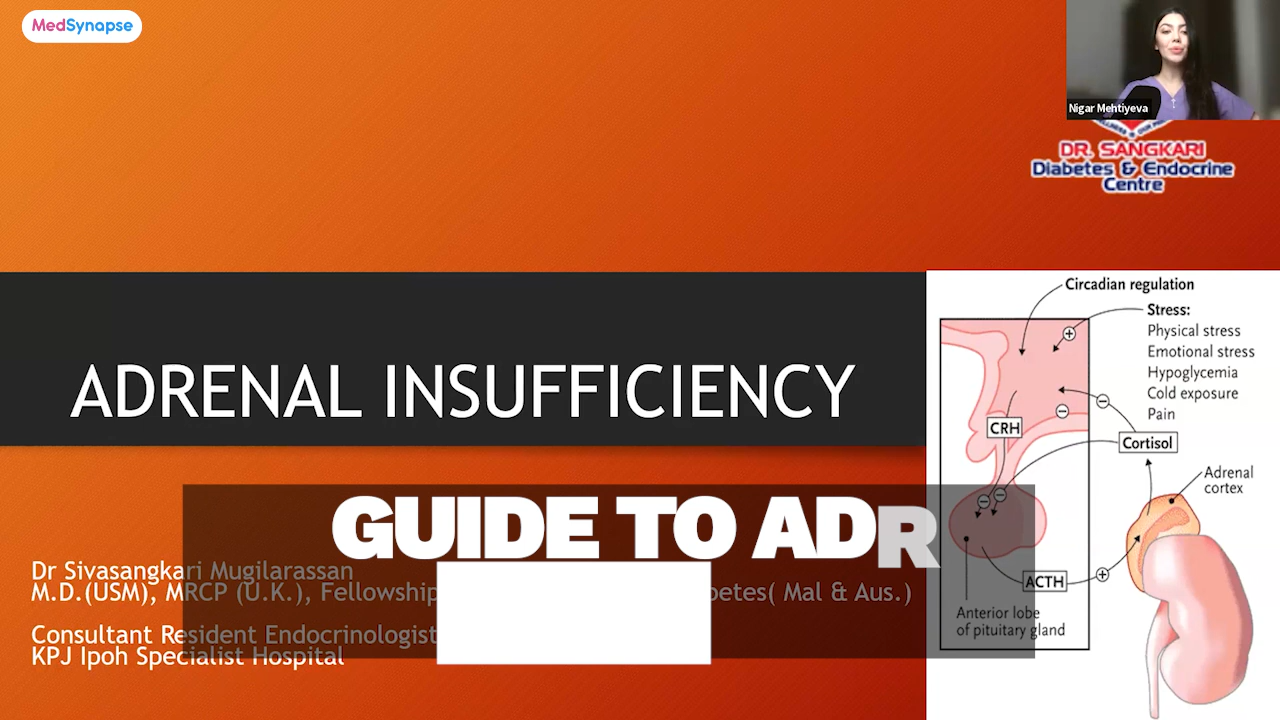 MedSynapse
Nigar Mehtiyeva
DR. SANGKARI
Diabetes & Endocrine
Centre
ADRENAL INSUFFICIENCY
Circadian regulation
Stress:
Physical stress
Emotional stress
Hypoglycemia
Cold exposure
Pain
CRH
Cortisol
Adrenal
cortex
ACTH
Anterior lobe
of pituitary gland
GUIDE TO ADR
Dr Sivasangkari Mugilarassan
M.D.(USM), MRCP (U.K.), Fellowship betes( Mal & Aus.)
Consultant Resident Endocrinologist
KPJ Ipoh Specialist Hospital